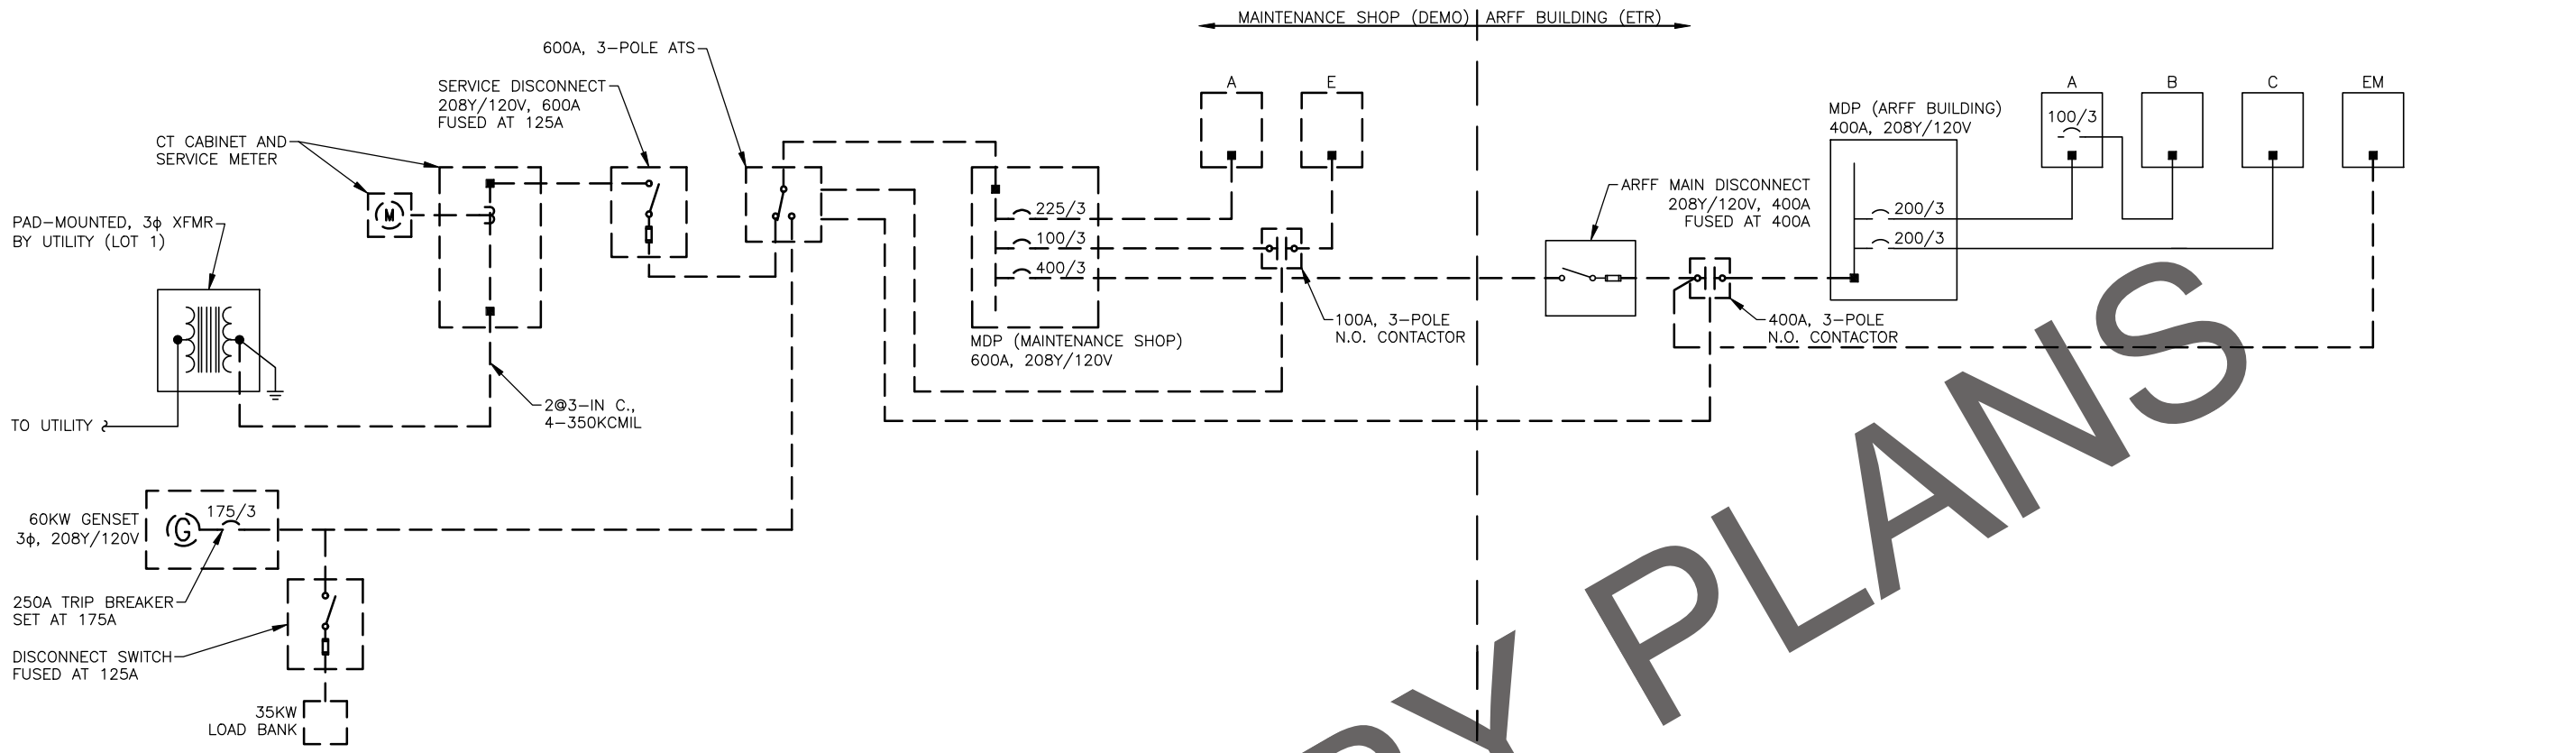 MAINTENANCE SHOP (DEMO)
ARFF BUILDING (ETR)
600A, 3-POLE ATS
SERVICE DISCONNECT
208Y/120V, 600A
FUSED AT 125A
CT CABINET AND
SERVICE METER
M
PAD-MOUNTED, 3ϕ XFMR
BY UTILITY (LOT 1)
TO UTILITY
2@3-IN C.,
4-350KCMIL
A
E
225/3
100/3
400/3
MDP (MAINTENANCE SHOP)
600A, 208Y/120V
100A, 3-POLE
N.O. CONTACTOR
ARFF MAIN DISCONNECT
208Y/120V, 400A
FUSED AT 400A
400A, 3-POLE
N.O. CONTACTOR
MDP (ARFF BUILDING)
400A, 208Y/120V
200/3
200/3
A
100/3
B
C
EM
60KW GENSET
3ϕ, 208Y/120V
G
175/3
250A TRIP BREAKER
SET AT 175A
DISCONNECT SWITCH
FUSED AT 125A
35KW
LOAD BANK
RY PLANS